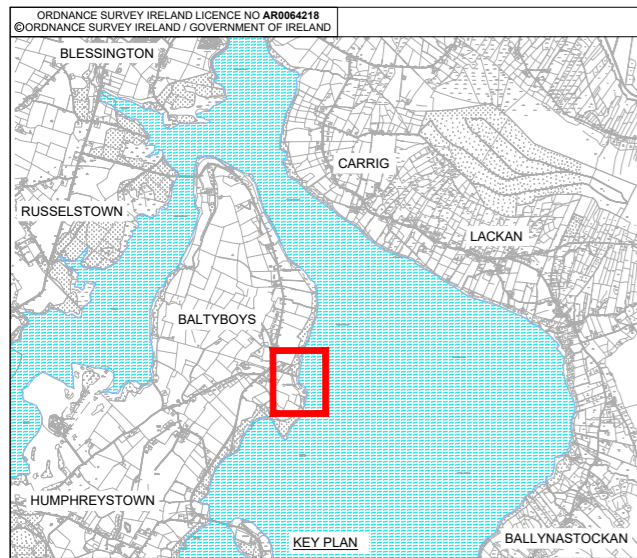 ORDNANCE SURVEY IRELAND LICENCE NO AR0064218
©ORDNANCE SURVEY IRELAND / GOVERNMENT OF IRELAND
BLESSINGTON
CARRIG
RUSSELSTOWN
LACKAN
BALTYBOYS
HUMPHREYSTOWN
KEY PLAN
BALLYNASTOCKAN